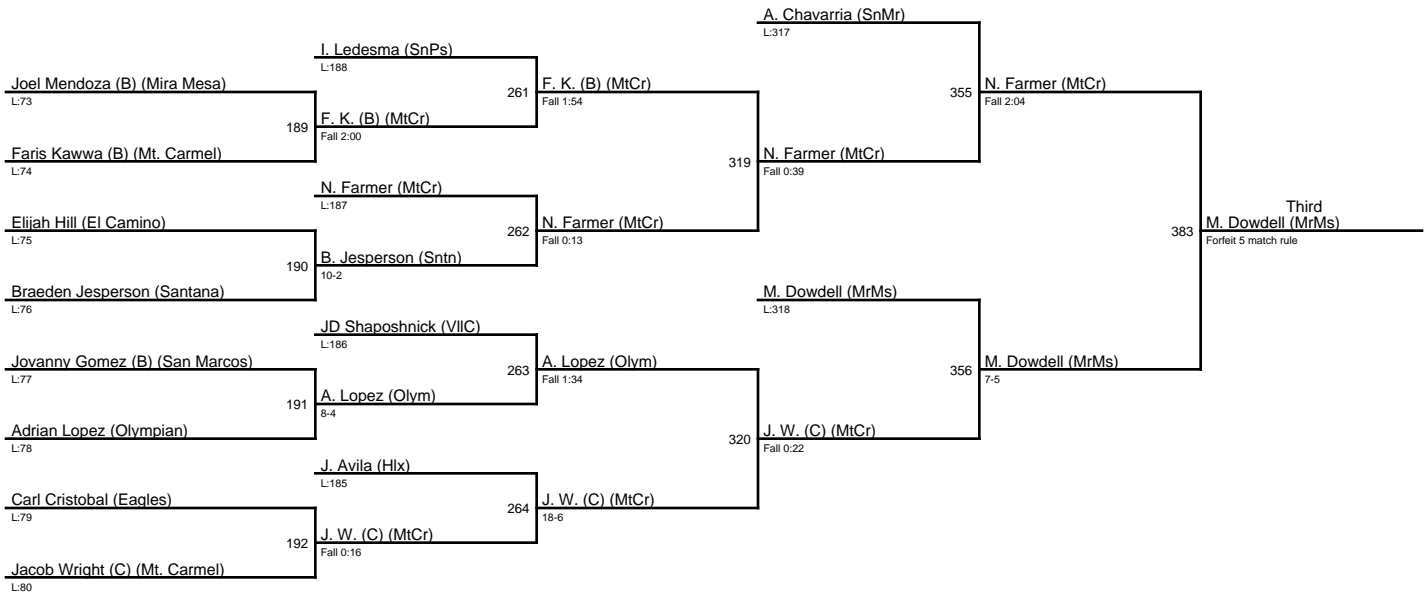 Joel Mendoza (B) (Mira Mesa)
L:73
Faris Kawwa (B) (Mt. Carmel)
L:74
Elijah Hill (El Camino)
L:75
Braeden Jesperson (Santana)
L:76
Jovanny Gomez (B) (San Marcos)
L:77
Adrian Lopez (Olympian)
L:78
Carl Cristobal (Eagles)
L:79
Jacob Wright (C) (Mt. Carmel)
L:80
189
190
191
192
I. Ledesma (SnPs)
L:188
F. K. (B) (MtCr)
Fall 2:00
N. Farmer (MtCr)
L:187
B. Jesperson (Sntn)
10-2
JD Shaposhnick (VllC)
L:186
A. Lopez (Olym)
8-4
J. Avila (Hlx)
L:185
J. W. (C) (MtCr)
Fall 0:16
261
262
263
264
F. K. (B) (MtCr)
Fall 1:54
N. Farmer (MtCr)
Fall 0:13
A. Lopez (Olym)
Fall 1:34
J. W. (C) (MtCr)
18-6
319
320
A. Chavarria (SnMr)
L:317
N. Farmer (MtCr)
Fall 0:39
M. Dowdell (MrMs)
L:318
J. W. (C) (MtCr)
Fall 0:22
355
356
N. Farmer (MtCr)
Fall 2:04
M. Dowdell (MrMs)
7-5
383
Third
M. Dowdell (MrMs)
Forfeit 5 match rule